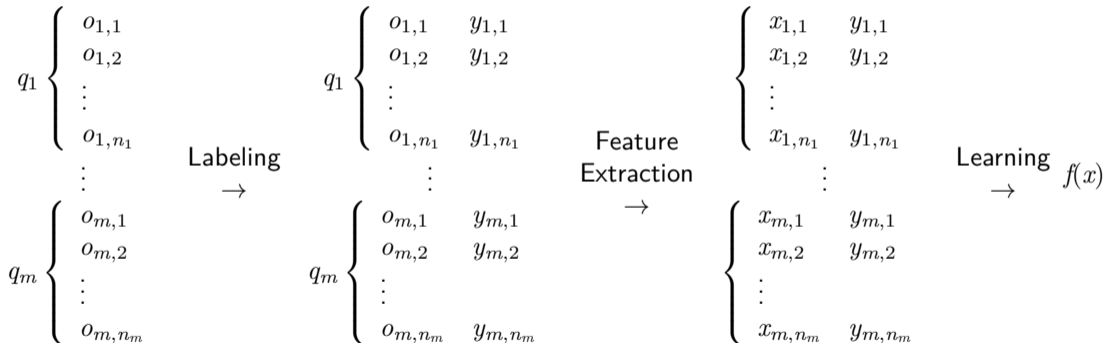 q_1 { o_{1,1}
o_{1,2}
⋮
o_{1,n_1}
⋮
q_m { o_{m,1}
o_{m,2}
⋮
o_{m,n_m}
Labeling
→
q_1 { o_{1,1} y_{1,1}
o_{1,2} y_{1,2}
⋮
o_{1,n_1} y_{1,n_1}
⋮
q_m { o_{m,1} y_{m,1}
o_{m,2} y_{m,2}
⋮
o_{m,n_m} y_{m,n_m}
Feature
Extraction
→
{ x_{1,1} y_{1,1}
x_{1,2} y_{1,2}
⋮
x_{1,n_1} y_{1,n_1}
⋮
{ x_{m,1} y_{m,1}
x_{m,2} y_{m,2}
⋮
x_{m,n_m} y_{m,n_m}
Learning
→
f(x)